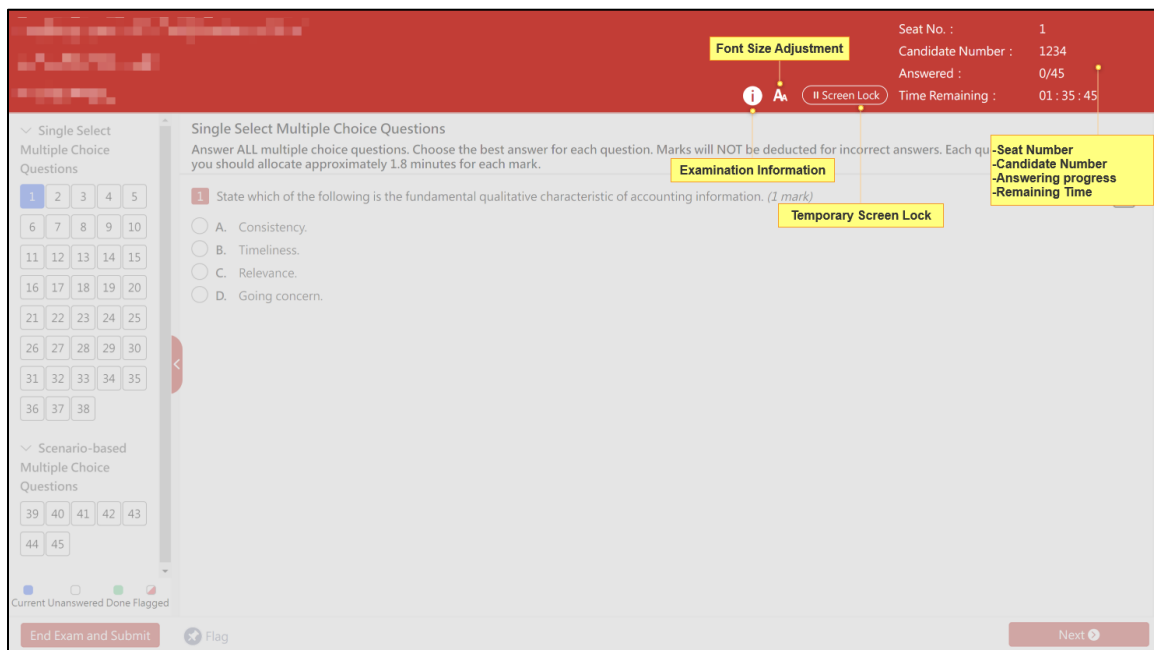 Seat No. : 1
Candidate Number : 1234
Answered : 0/45
Time Remaining : 01 : 35 : 45
Font Size Adjustment
i AA Screen Lock
-Seat Number
-Candidate Number
-Answering progress
-Remaining Time
Examination Information
Temporary Screen Lock
Single Select
Multiple Choice
Questions
1 2 3 4 5
6 7 8 9 10
11 12 13 14 15
16 17 18 19 20
21 22 23 24 25
26 27 28 29 30
31 32 33 34 35
36 37 38
Scenario-based
Multiple Choice
Questions
39 40 41 42 43
44 45
Current Unanswered Done Flagged
End Exam and Submit
Single Select Multiple Choice Questions
Answer ALL multiple choice questions. Choose the best answer for each question. Marks will NOT be deducted for incorrect answers. Each
you should allocate approximately 1.8 minutes for each mark.
1 State which of the following is the fundamental qualitative characteristic of accounting information. (1 mark)
A. Consistency.
B. Timeliness.
C. Relevance.
D. Going concern.
Flag
Next